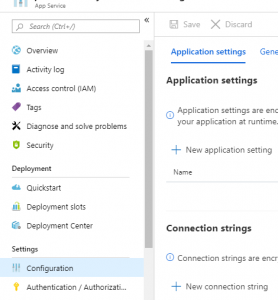 App Service
«
Search (Ctrl+/)
Overview
Activity log
Access control (IAM)
Tags
Diagnose and solve problems
Security
Deployment
Quickstart
Deployment slots
Deployment Center
Settings
Configuration
Authentication / Authorizati...
Save
Discard
Application settings
Gene
Application settings
Application settings are enc
your application at runtime.
New application setting
Name
Connection strings
Connection strings are encr
New connection string